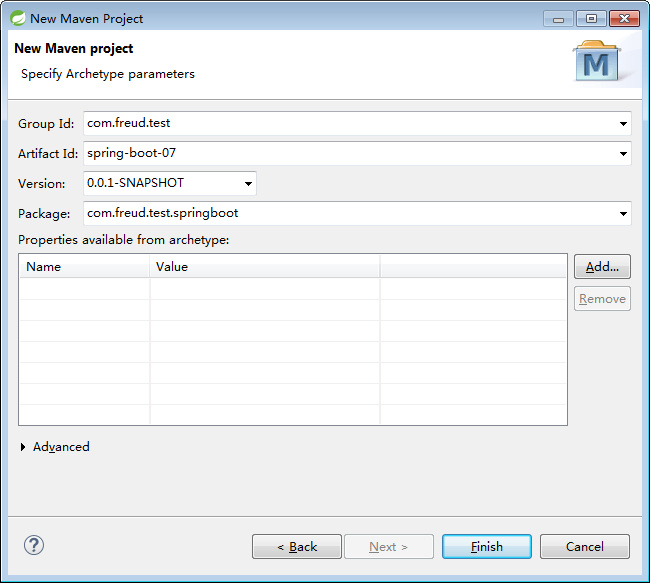 New Maven Project
New Maven project
Specify Archetype parameters
M
Group Id: com.freud.test
Artifact Id: spring-boot-07
Version: 0.0.1-SNAPSHOT
Package: com.freud.test.springboot
Properties available from archetype:
Name Value
Add...
Remove
Advanced
? < Back Next > Finish Cancel